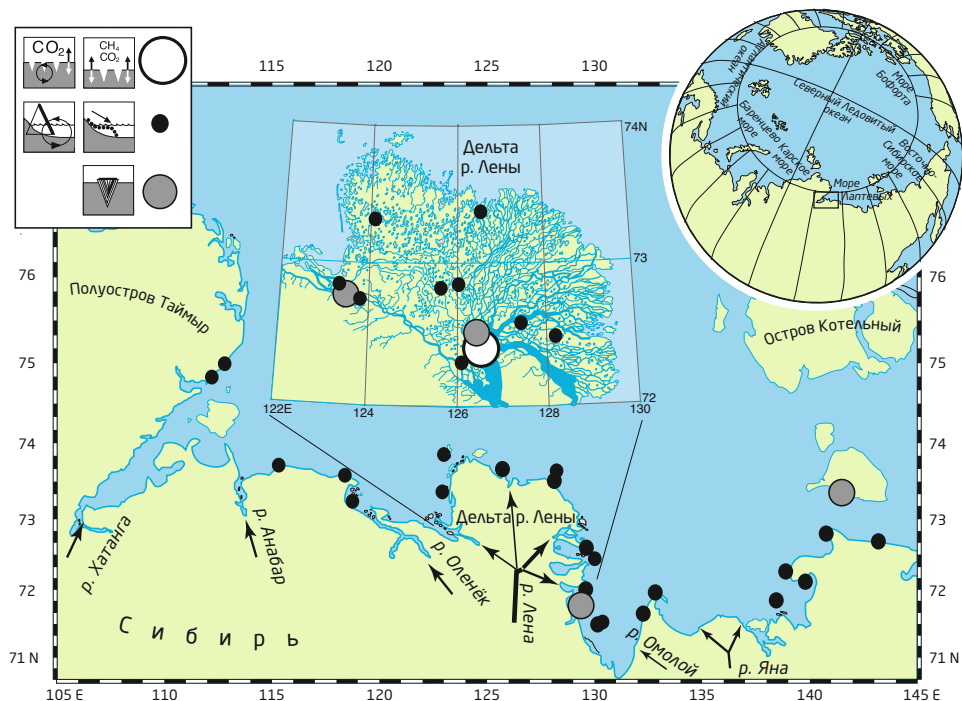 CO2
CH4
CO2
115
120
125
130
74N
Дельта
р. Лены
73
72
122E
124
126
128
130
Атлантический
океан
Море
Бофорта
Северный Ледовитый
океан
Баренцево
море
Карское
море
Восточно-
Сибирское
море
Море
Лаптевых
76
76
Полуостров Таймыр
Остров Котельный
75
75
74
74
73
73
Дельта р. Лены
р. Хатанга
р. Анабар
р. Оленёк
р. Лена
р. Омолой
р. Яна
72
72
Сибирь
71 N
71 N
105 E
110
115
120
125
130
135
140
145 E